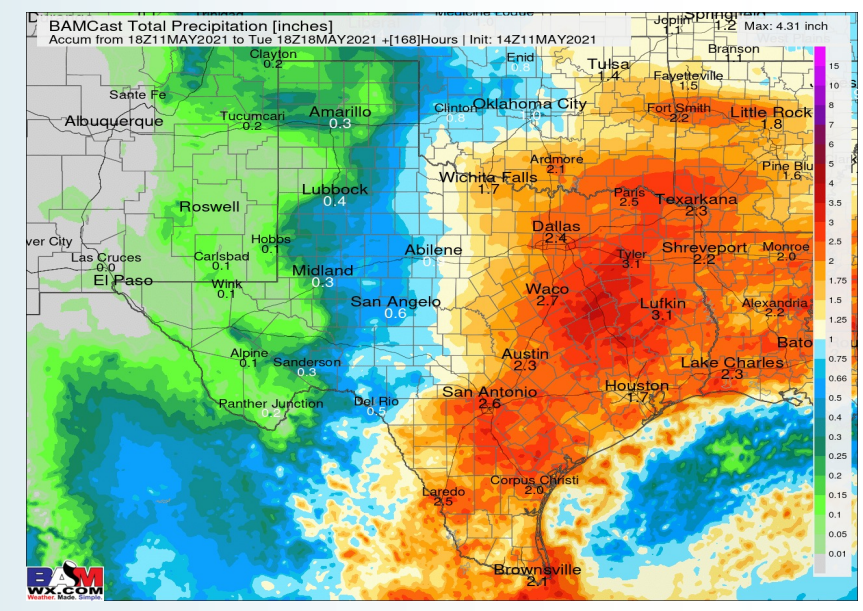 BAMCast Total Precipitation [inches]
Accum from 18Z11MAY2021 to Tue 18Z18MAY2021 +[168]Hours | Init: 14Z11MAY2021
Max: 4.31 inch
Joplin
1.1
Springfield
1.2
Clayton
0.2
Enid
0.8
Tulsa
1.4
Branson
1.1
Fayetteville
1.5
Santa Fe
Albuquerque
Tucumcari
0.2
Amarillo
0.3
Clinton
0.8
Oklahoma City
Fort Smith
2.2
Little Rock
1.8
Ardmore
2.1
Pine Blu
1.6
Wichita Falls
1.7
Lubbock
0.4
Roswell
Paris
2.5
Texarkana
2.3
Dallas
2.4
ver City
Las Cruces
0.0
El Paso
Hobbs
0.1
Carlsbad
0.1
Wink
0.1
Midland
0.3
Abilene
Tyler
3.1
Shreveport
2.2
Monroe
2.0
San Angelo
0.6
Waco
2.7
Lufkin
3.1
Alexandria
2.2
Bato
Alpine
0.1
Sanderson
0.3
Austin
2.3
Lake Charles
2.3
Panther Junction
0.2
Del Rio
0.5
San Antonio
2.6
Houston
1.7
Laredo
2.5
Corpus Christi
2.0
Brownsville
2.1
15
10
8
7
6
5
4
3.5
3
2.5
2
1.75
1.5
1.25
1
0.75
0.66
0.5
0.4
0.3
0.25
0.2
0.15
0.1
0.05
0.01
BAM
WX.COM
Weather. Made. Simple.